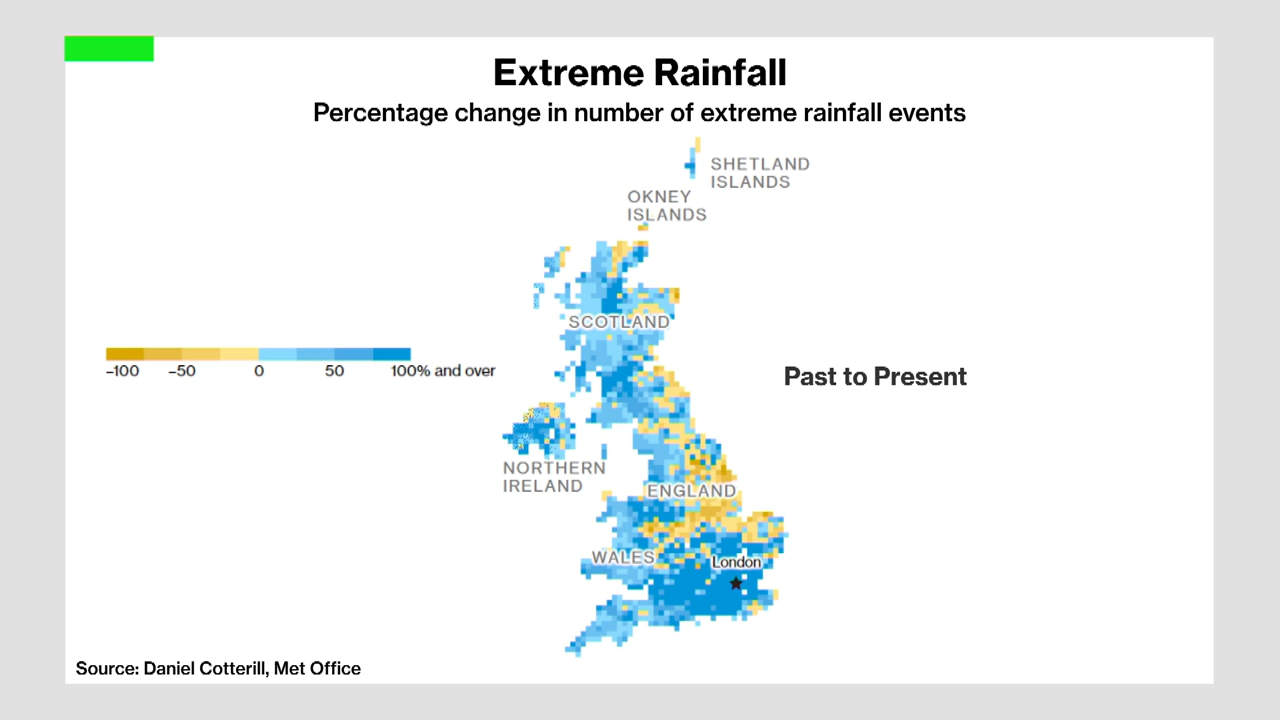 Extreme Rainfall
Percentage change in number of extreme rainfall events
SHETLAND
ISLANDS
OKNEY
ISLANDS
SCOTLAND
–100 –50 0 50 100% and over
Past to Present
NORTHERN
IRELAND
ENGLAND
WALES
London
Source: Daniel Cotterill, Met Office